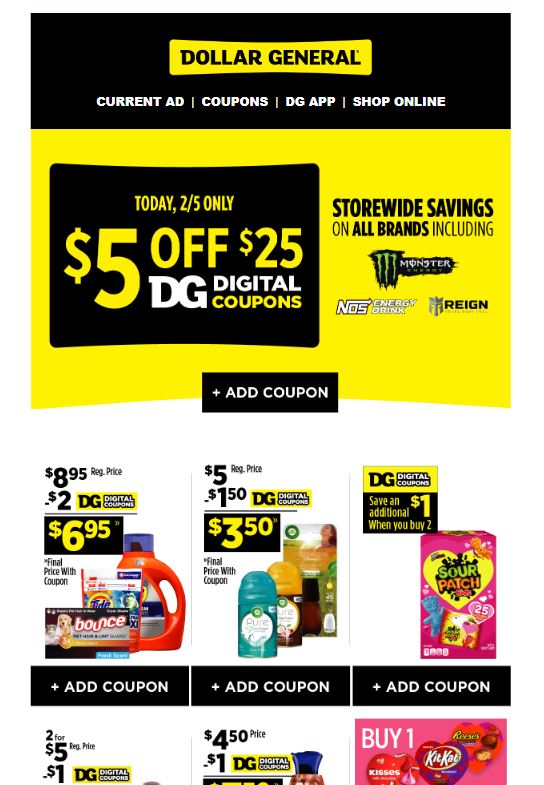 DOLLAR GENERAL
CURRENT AD | COUPONS | DG APP | SHOP ONLINE
TODAY, 2/5 ONLY
$5 OFF $25
DG DIGITAL COUPONS
STOREWIDE SAVINGS
ON ALL BRANDS INCLUDING
MONSTER
ENERGY
NOS ENERGY DRINK
REIGN
+ ADD COUPON
$8.95 Reg. Price
-$2 DG DIGITAL COUPONS
$6.95»
»Final
Price With
Coupon
Tide
bounce
PET HAIR & LINT GUARD
Fresh Scent
$5 Reg. Price
-$1.50 DG DIGITAL COUPONS
$3.50»
»Final
Price With
Coupon
Pure
Pure
DG DIGITAL COUPONS
Save an
additional $1
When you buy 2
SOUR
PATCH
KIDS
25
+ ADD COUPON
+ ADD COUPON
+ ADD COUPON
2 for
$5 Reg. Price
-$1 DG DIGITAL COUPONS
$4.50 Price
-$1 DG DIGITAL COUPONS
BUY 1
KISSES
KitKat
Reese's